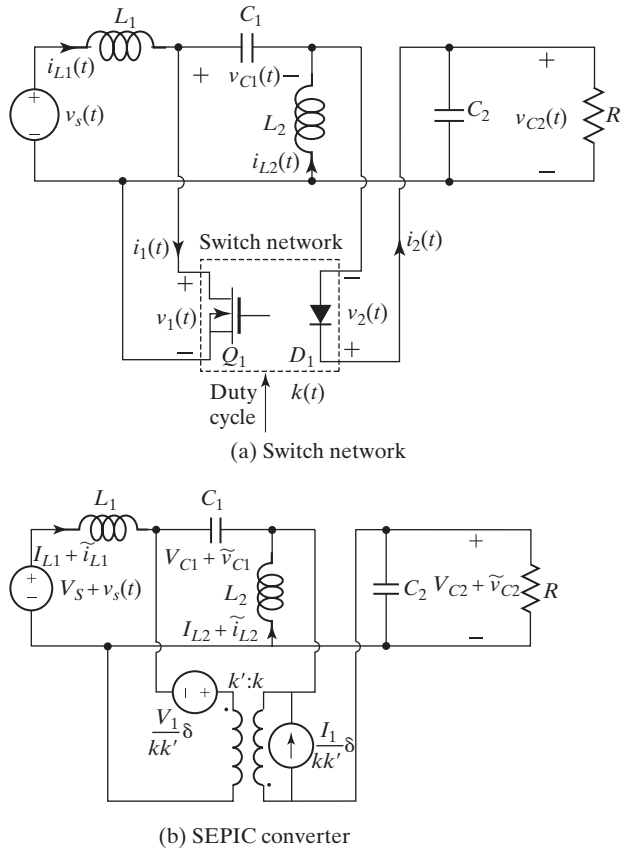 L1
C1
iL1(t)
+
vC1(t) −
+
−
vs(t)
L2
iL2(t)
C2
+
vC2(t)
−
R
i1(t)
Switch network
i2(t)
+
v1(t)
−
Q1
D1
−
v2(t)
+
Duty
cycle
k(t)
(a) Switch network
L1
C1
IL1 + ĩL1
VC1 + ṽC1
+
−
VS + vs(t)
L2
IL2 + ĩL2
+
C2
VC2 + ṽC2
−
R
k′:k
− +
V1/kk′ δ
I1/kk′ δ
(b) SEPIC converter